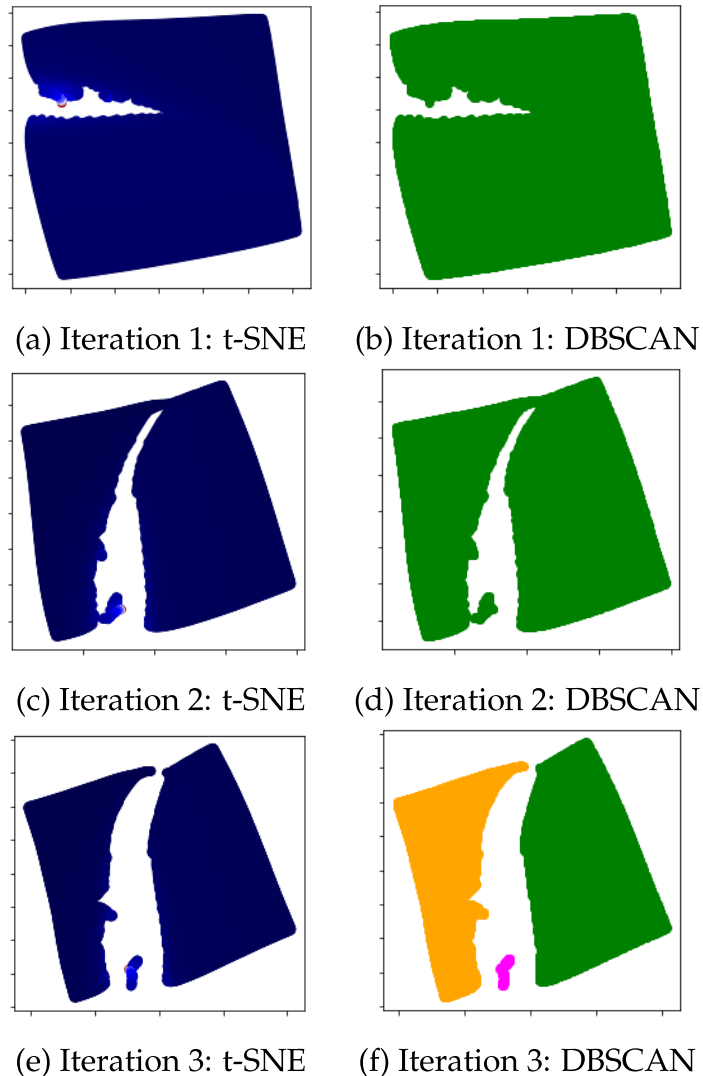 (a) Iteration 1: t-SNE
(b) Iteration 1: DBSCAN
(c) Iteration 2: t-SNE
(d) Iteration 2: DBSCAN
(e) Iteration 3: t-SNE
(f) Iteration 3: DBSCAN